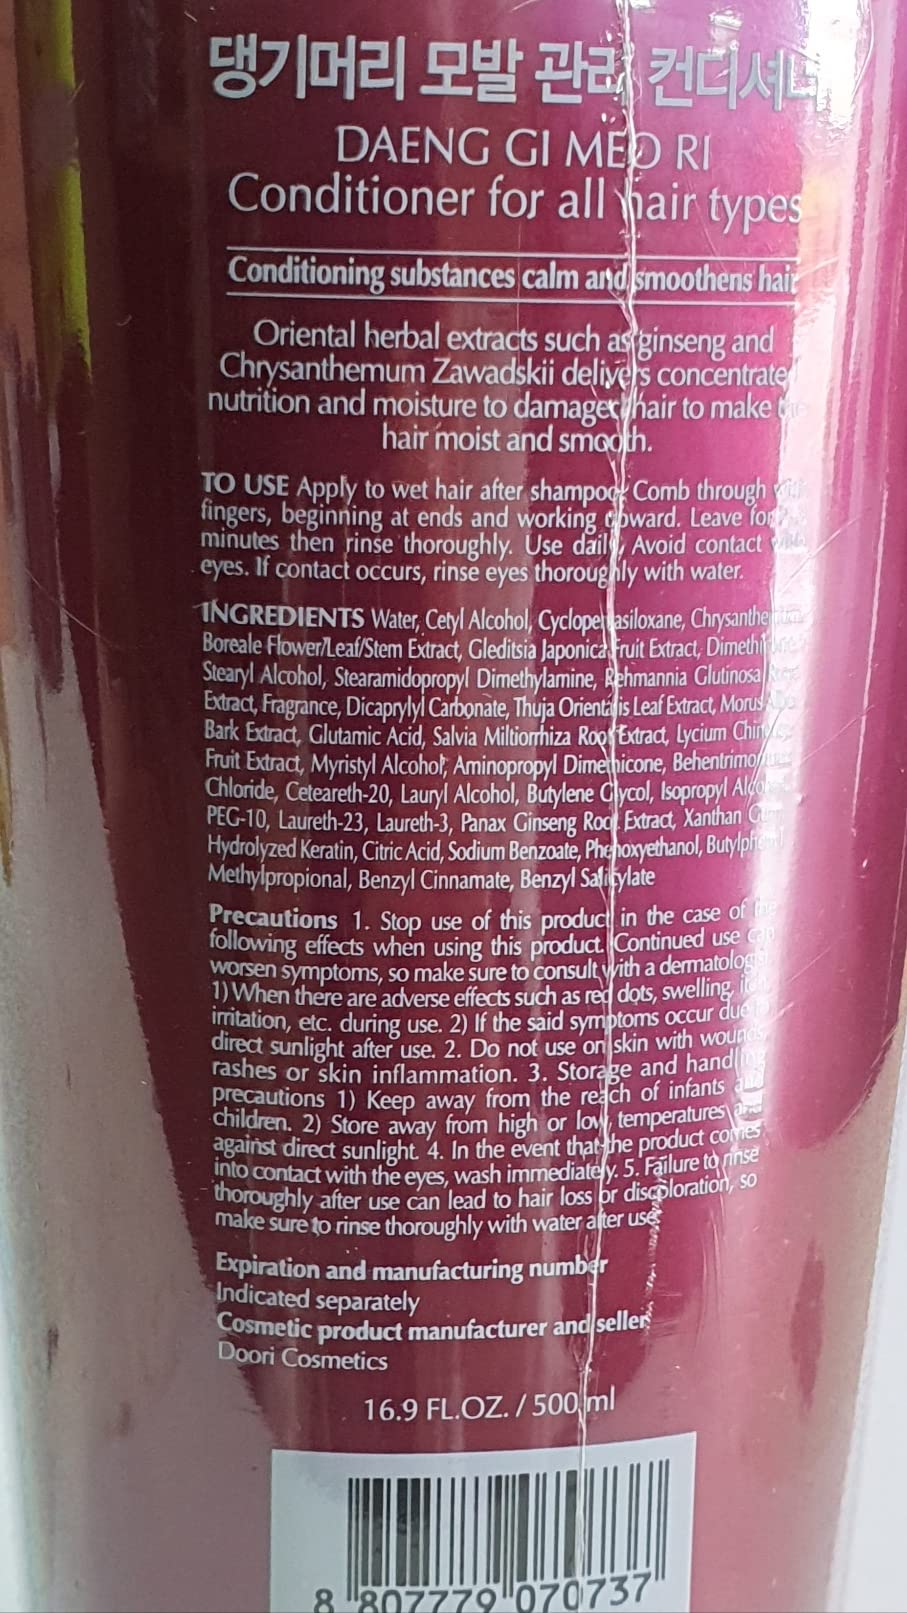 댕기머리 모발 관리 컨디셔너
DAENG GI MEO RI
Conditioner for all hair types
Conditioning substances calm and smoothens hair
Oriental herbal extracts such as ginseng and
Chrysanthemum Zawadskii delivers concentrate
nutrition and moisture to damaged hair to make
hair moist and smooth.
TO USE Apply to wet hair after shampoo. Comb through
fingers, beginning at ends and working upward. Leave for
minutes then rinse thoroughly. Use daily. Avoid contact
eyes. If contact occurs, rinse eyes thoroughly with water.
INGREDIENTS Water, Cetyl Alcohol, Cyclopentasiloxane,
Boreale Flower/Leaf/Stem Extract, Gleditsia Japonica Fruit Extract,
Stearyl Alcohol, Stearamidopropyl Dimethylamine, Rehmannia Glutinosa
Extract, Fragrance, Dicaprylyl Carbonate, Thuja Orientalis Leaf Extract, Morus
Bark Extract, Glutamic Acid, Salvia Miltiorrhiza Root Extract, Lycium
Fruit Extract, Myristyl Alcohol, Aminopropyl Dimethicone,
Chloride, Ceteareth-20, Lauryl Alcohol, Butylene Glycol, Isopropyl
PEG-10, Laureth-23, Laureth-3, Panax Ginseng Root Extract, Xanthan
Hydrolyzed Keratin, Citric Acid, Sodium Benzoate, Phenoxyethanol,
Methylpropional, Benzyl Cinnamate, Benzyl Salicylate
Precautions 1. Stop use of this product in the case of
following effects when using this product. Continued use
worsen symptoms, so make sure to consult with a
1) When there are adverse effects such as red dots, swelling,
irritation, etc. during use. 2) If the said symptoms occur due
direct sunlight after use. 2. Do not use on skin with wounds,
rashes or skin inflammation. 3. Storage and handling
precautions 1) Keep away from the reach of infants
children. 2) Store away from high or low temperatures and
against direct sunlight. 4. In the event that the product comes
into contact with the eyes, wash immediately. 5. Failure to rinse
thoroughly after use can lead to hair loss or discoloration, so
make sure to rinse thoroughly with water after use.
Expiration and manufacturing number
Indicated separately
Cosmetic product manufacturer and seller
Doori Cosmetics
16.9 FL.OZ. / 500 ml
8 807779 070737